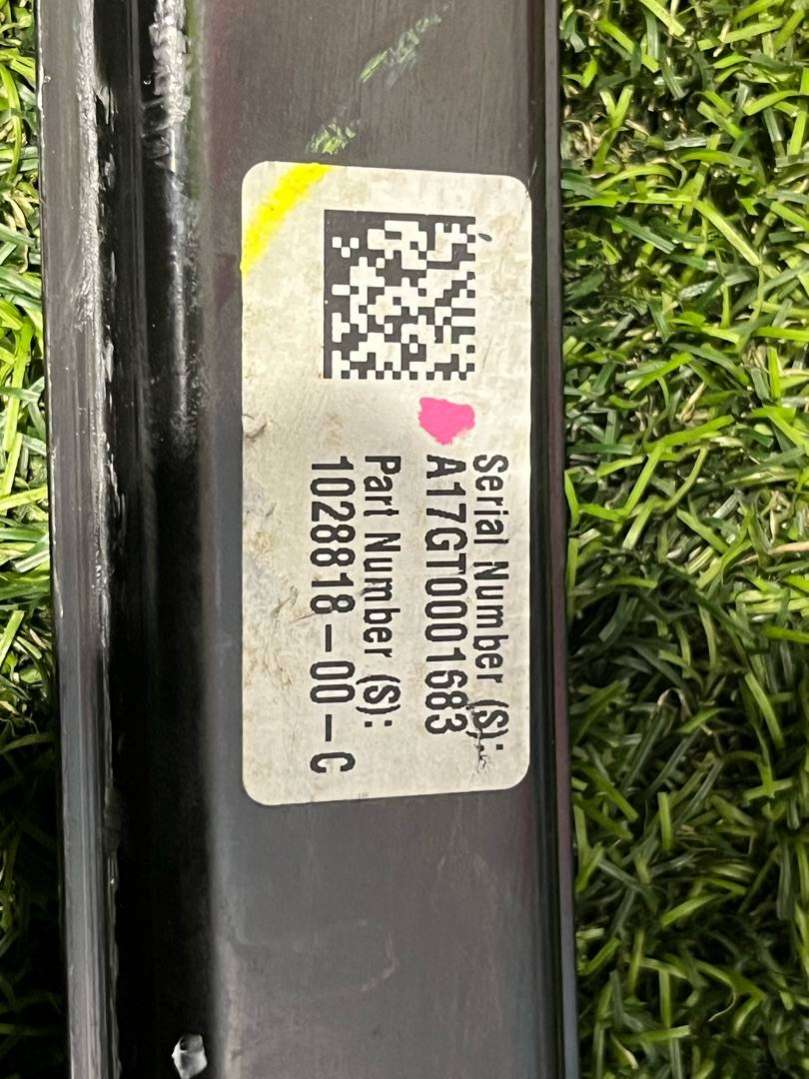 Serial Number (S):
A17GT0001683
Part Number (S):
1028818-00-C